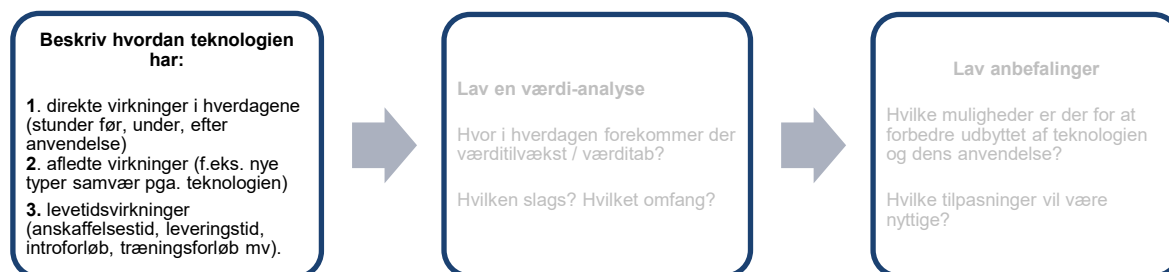 Beskriv hvordan teknologien
har:
1. direkte virkninger i hverdagene
(stunder før, under, efter
anvendelse)
2. afledte virkninger (f.eks. nye
typer samvær pga. teknologien)
3. levetidsvirkninger
(anskaffelsestid, leveringstid,
introforløb, træningsforløb mv).
Lav en værdi-analyse
Hvor i hverdagen forekommer der
værditilvækst / værditab?
Hvilken slags? Hvilket omfang?
Lav anbefalinger
Hvilke muligheder er der for at
forbedre udbyttet af teknologien
og dens anvendelse?
Hvilke tilpasninger vil være
nyttige?